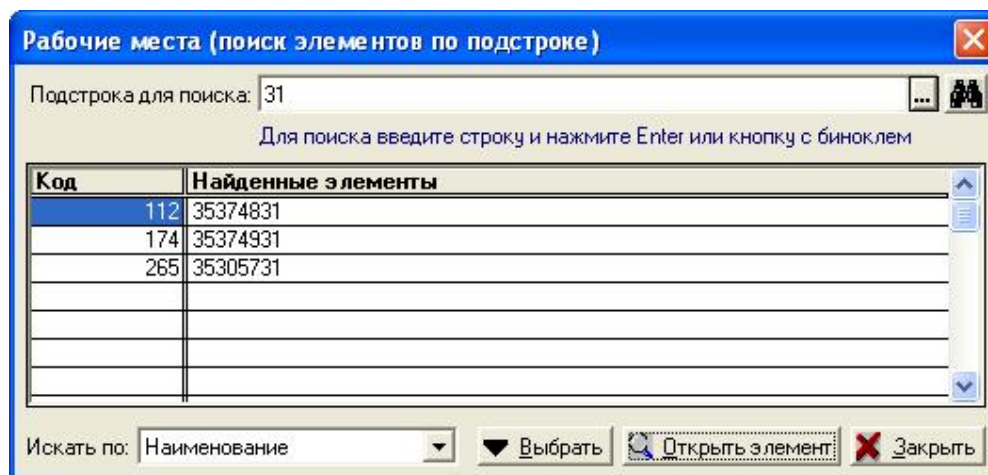 Рабочие места (поиск элементов по подстроке)
Подстрока для поиска: 31 ...
Для поиска введите строку и нажмите Enter или кнопку с биноклем
Код Найденные элементы
112 35374831
174 35374931
265 35305731
Искать по: Наименование Выбрать Открыть элемент Закрыть